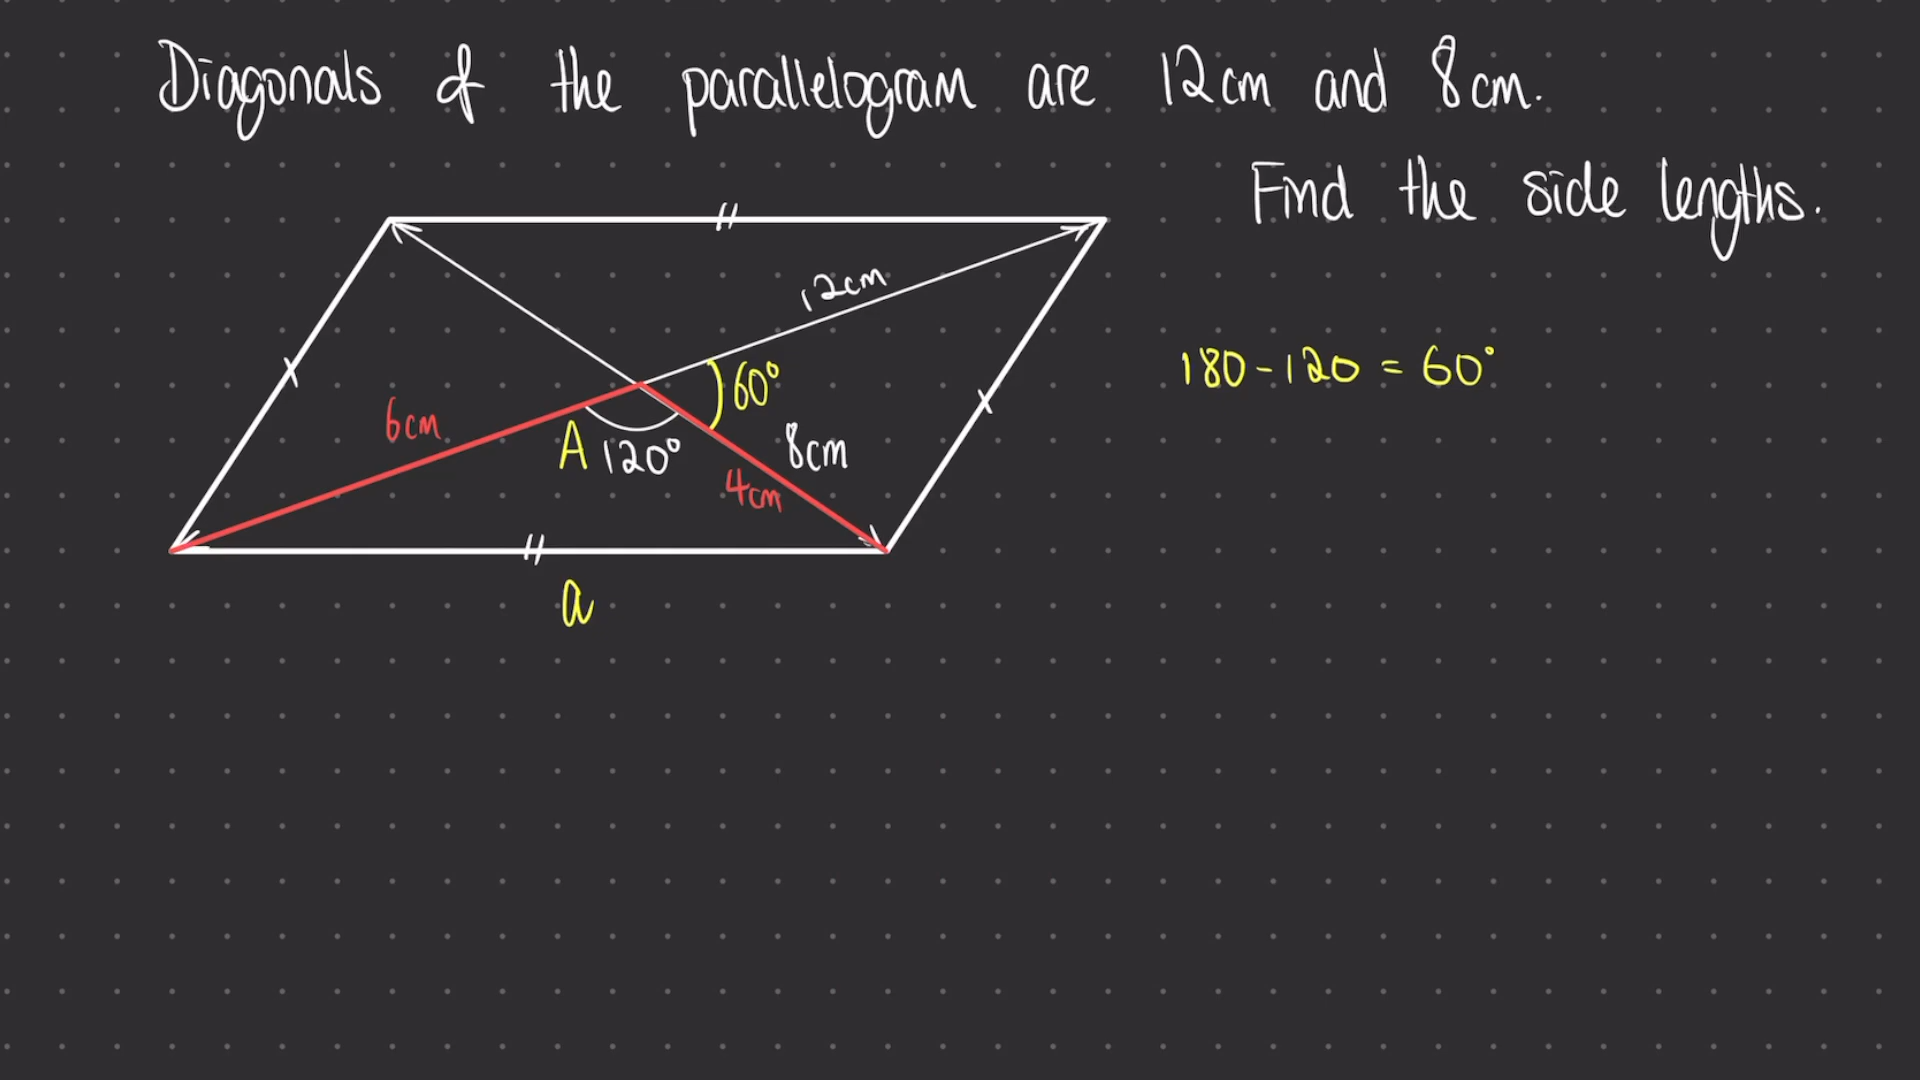 Diagonals of the parallelogram are 12cm and 8cm.
Find the side lengths.
12cm
180-120 = 60°
60°
6cm
A 120°
8cm
4cm
a